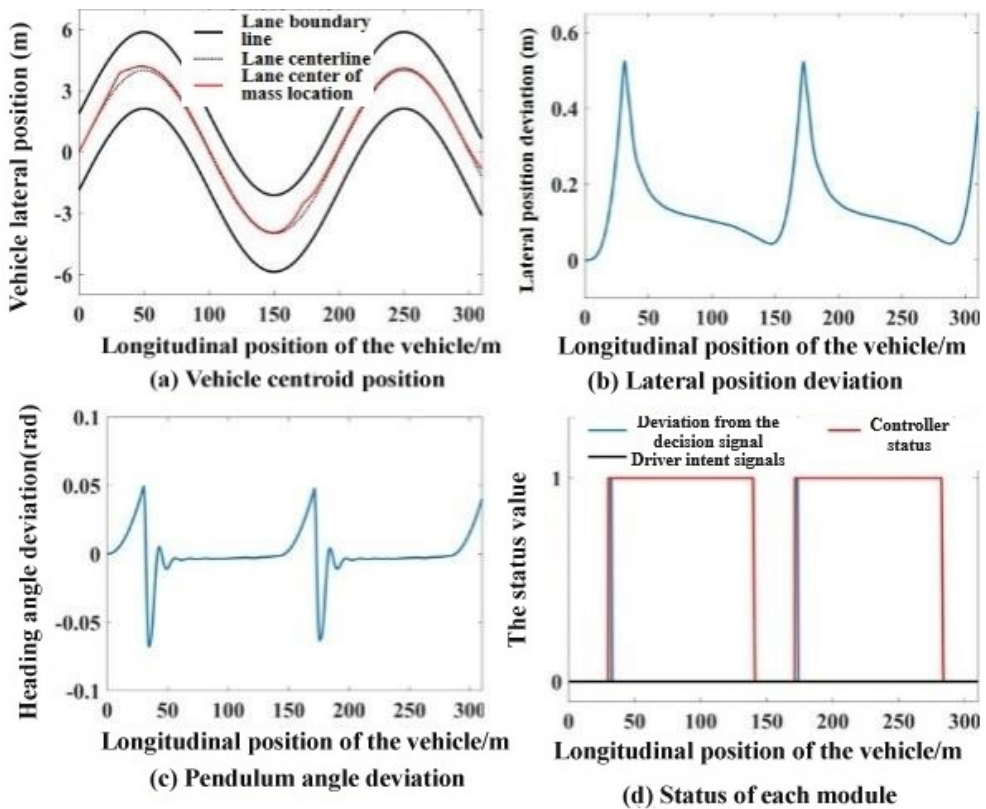 Vehicle lateral position (m)
6
3
0
-3
-6
Lane boundary
line
Lane centerline
Lane center of
mass location
0 50 100 150 200 250 300
Longitudinal position of the vehicle/m
(a) Vehicle centroid position
Lateral position deviation (m)
0.6
0.4
0.2
0
0 50 100 150 200 250 300
Longitudinal position of the vehicle/m
(b) Lateral position deviation
Heading angle deviation(rad)
0.1
0.05
0
-0.05
-0.1
0 50 100 150 200 250 300
Longitudinal position of the vehicle/m
(c) Pendulum angle deviation
The status value
1
0
Deviation from the
decision signal
Driver intent signals
Controller
status
0 50 100 150 200 250 300
Longitudinal position of the vehicle/m
(d) Status of each module